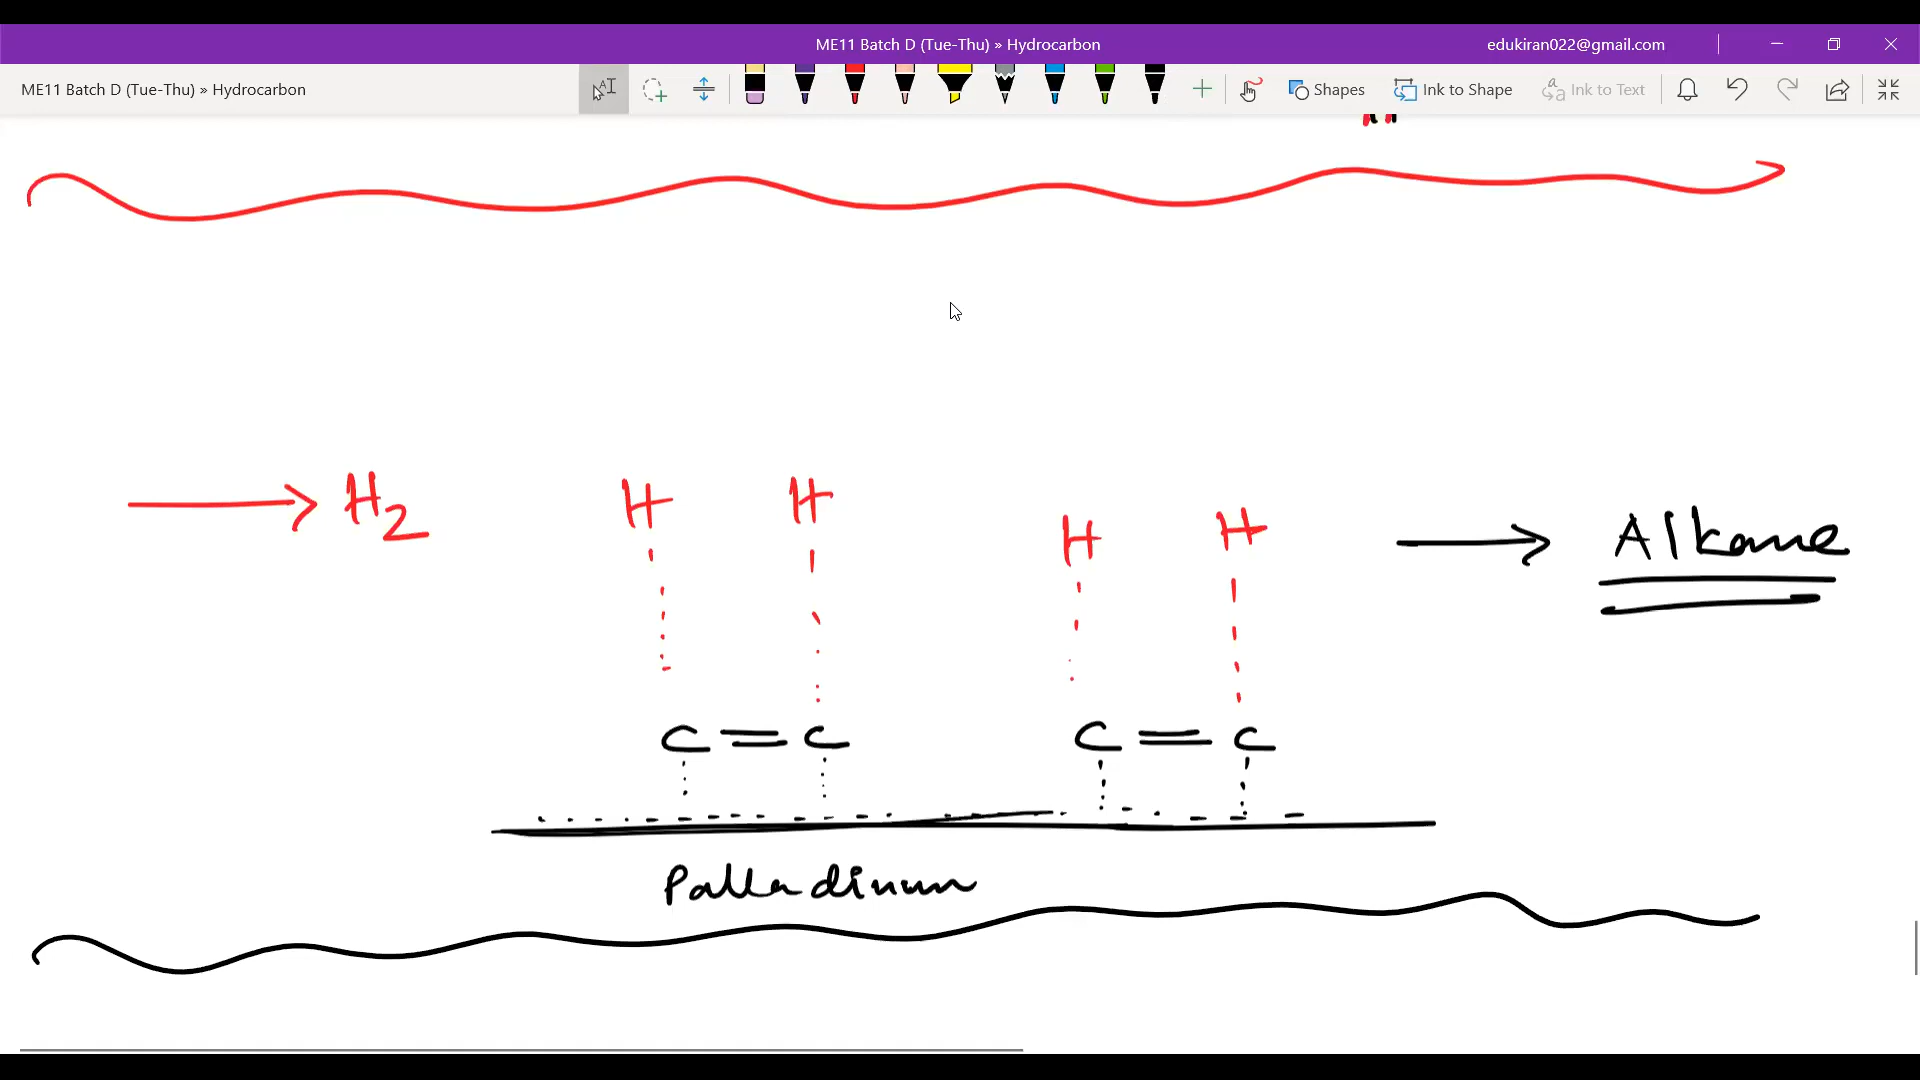 ME11 Batch D (Tue-Thu) » Hydrocarbon
edukiran022@gmail.com
ME11 Batch D (Tue-Thu) » Hydrocarbon
Shapes
Ink to Shape
Ink to Text
H2
H H
H H
Alkane
C = C
C = C
Palladinum